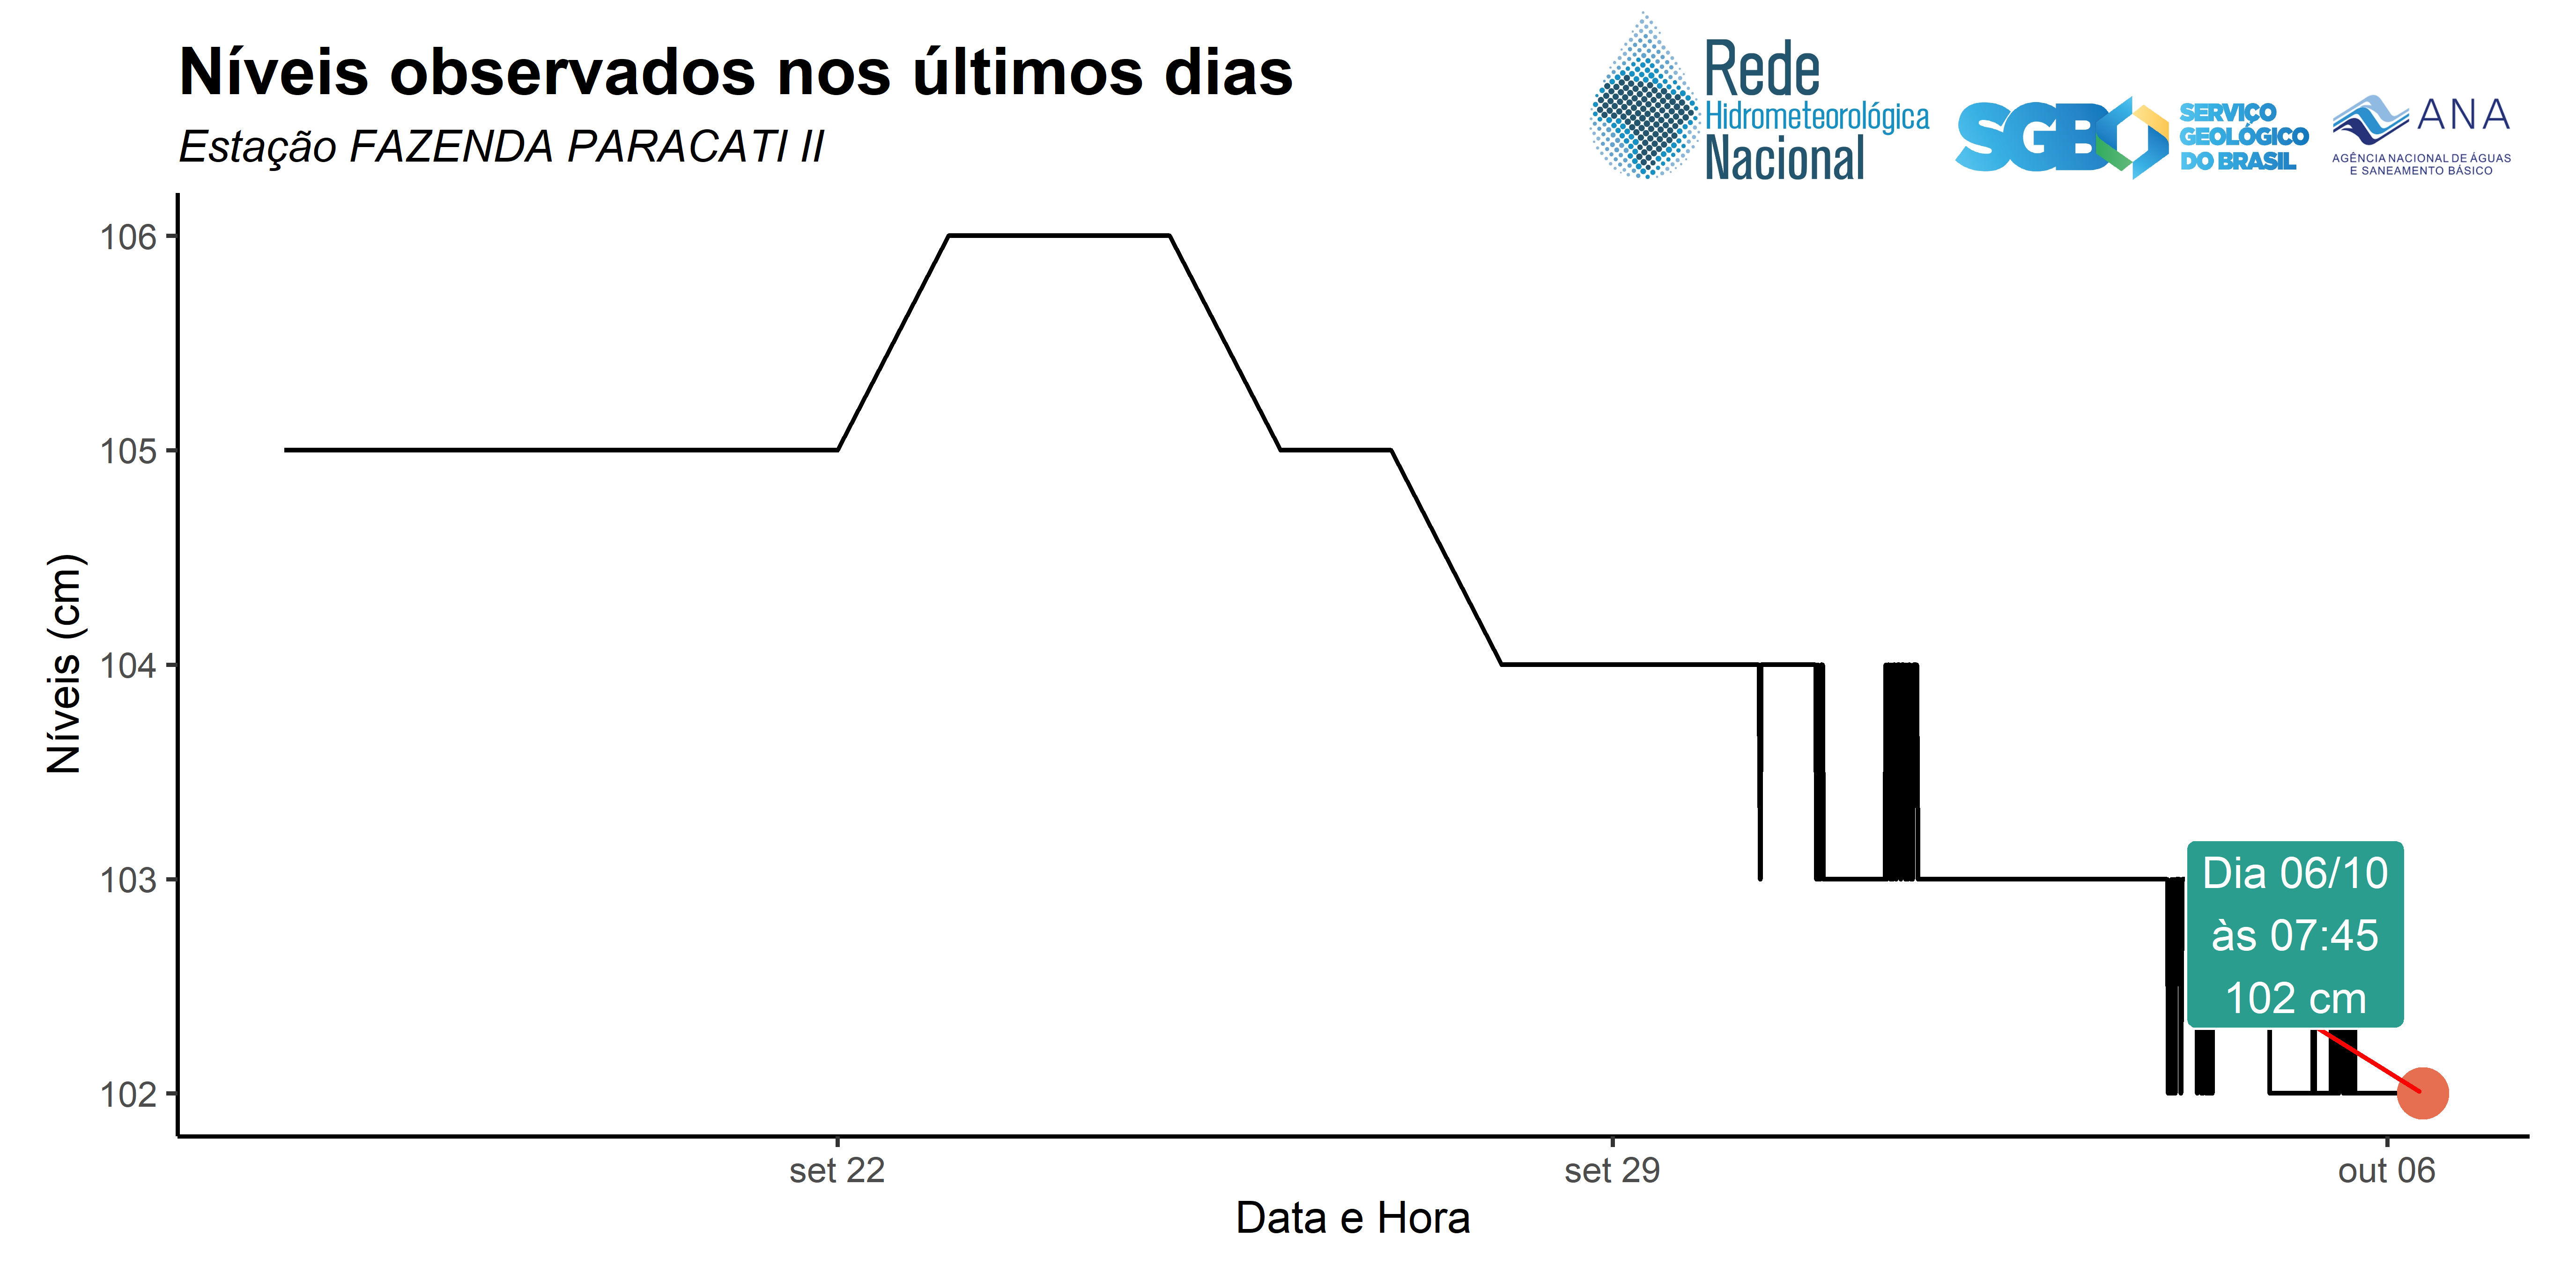 Níveis observados nos últimos dias
Estação FAZENDA PARACATI II
Rede
Hidrometeorológica
Nacional
SGB
SERVIÇO
GEOLÓGICO
DO BRASIL
ANA
AGÊNCIA NACIONAL DE ÁGUAS
E SANEAMENTO BÁSICO
Níveis (cm)
106
105
104
103
102
Dia 06/10
às 07:45
102 cm
set 22
set 29
out 06
Data e Hora